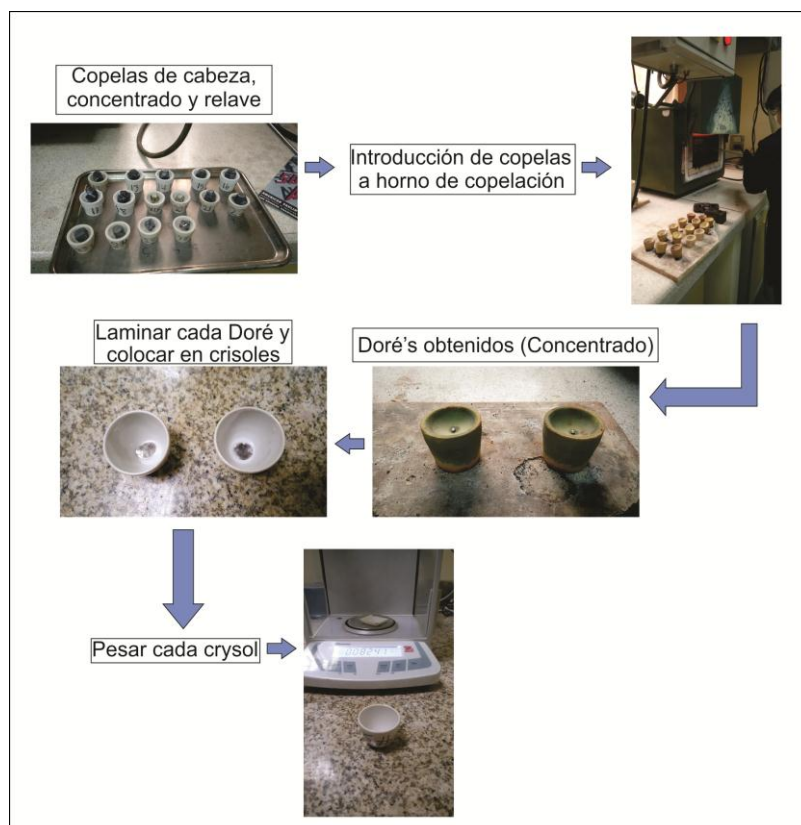 Copelas de cabeza,
concentrado y relave
Introducción de copelas
a horno de copelación
Laminar cada Doré y
colocar en crisoles
Doré's obtenidos (Concentrado)
Pesar cada crysol